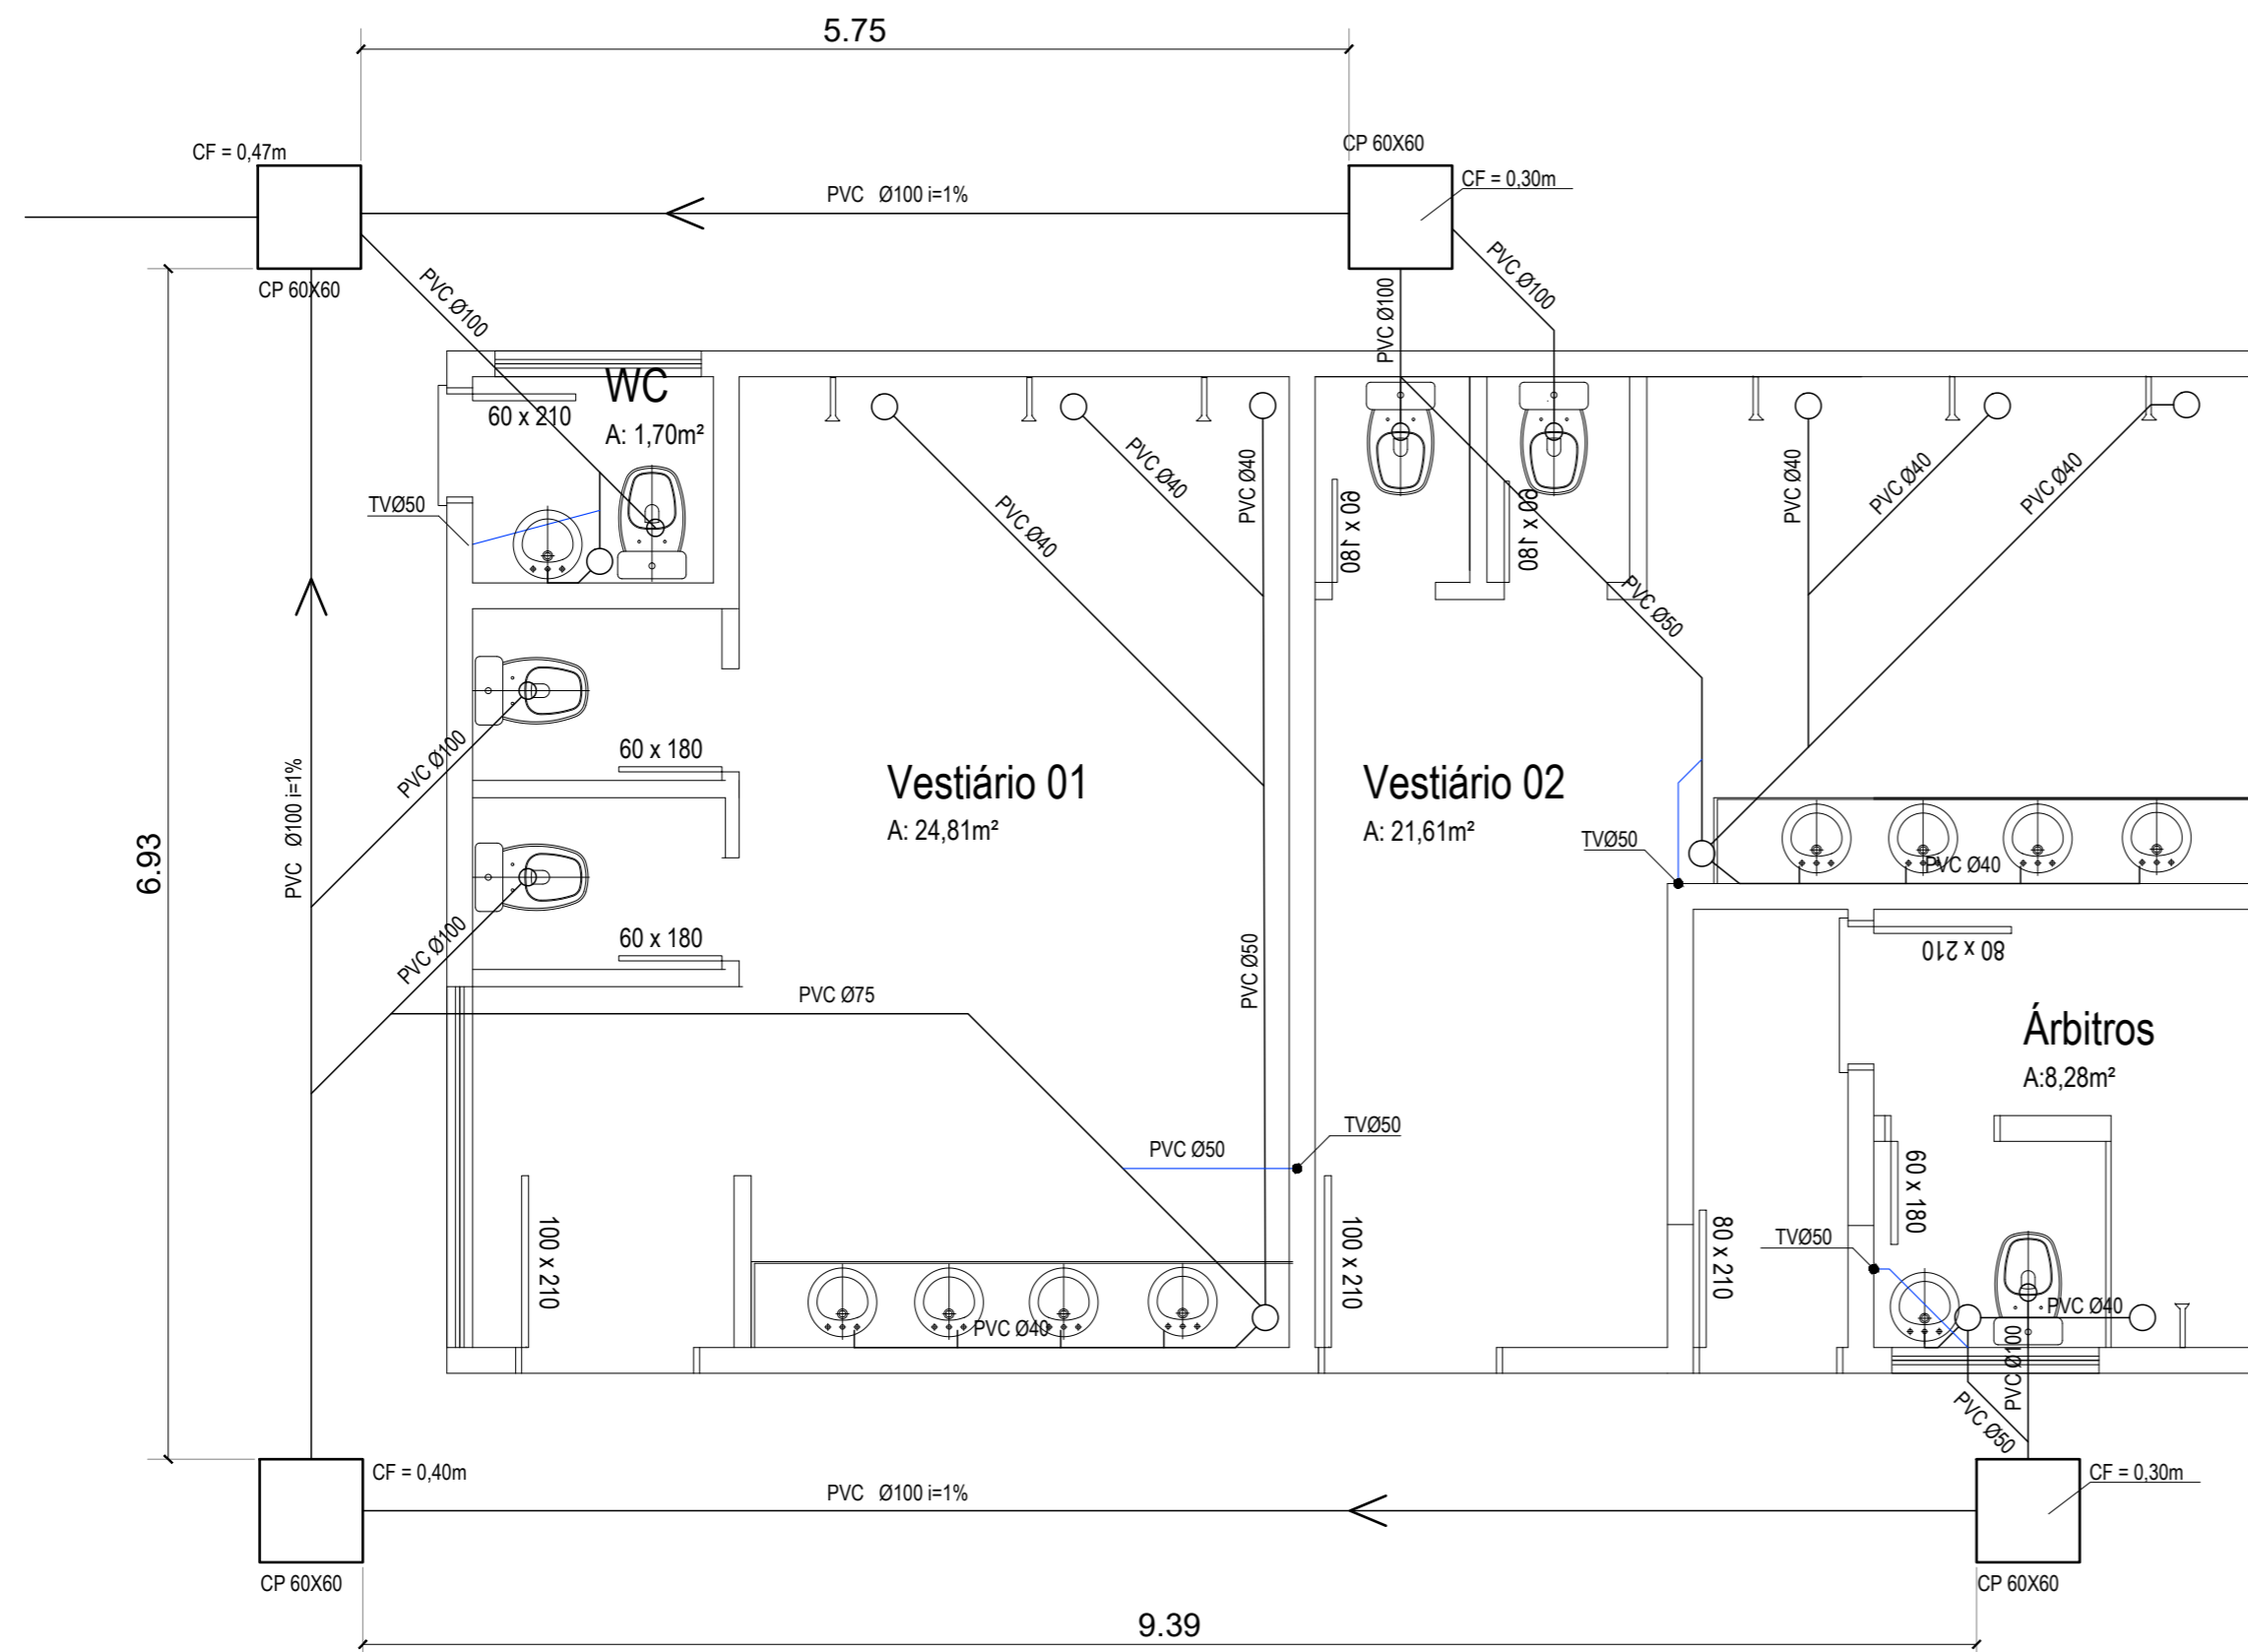 5.75
CP 60X60
CF = 0,47m
CF = 0,30m
PVC Ø100 i=1%
PVC Ø100
PVC Ø100
PVC Ø100
CP 60X60
WC
60 x 210
A: 1,70m²
TVØ50
PVC Ø40
PVC Ø40
PVC Ø40
60 x 180
60 x 180
PVC Ø40
PVC Ø40
PVC Ø40
PVC Ø50
PVC Ø100
60 x 180
PVC Ø100 i=1%
6.93
Vestiário 01
A: 24,81m²
Vestiário 02
A: 21,61m²
TVØ50
PVC Ø40
PVC Ø100
60 x 180
80 x 210
PVC Ø50
PVC Ø75
Árbitros
A:8,28m²
PVC Ø50
TVØ50
60 x 180
100 x 210
100 x 210
80 x 210
TVØ50
PVC Ø40
PVC Ø40
PVC Ø100
PVC Ø50
CF = 0,40m
PVC Ø100 i=1%
CF = 0,30m
CP 60X60
CP 60X60
9.39